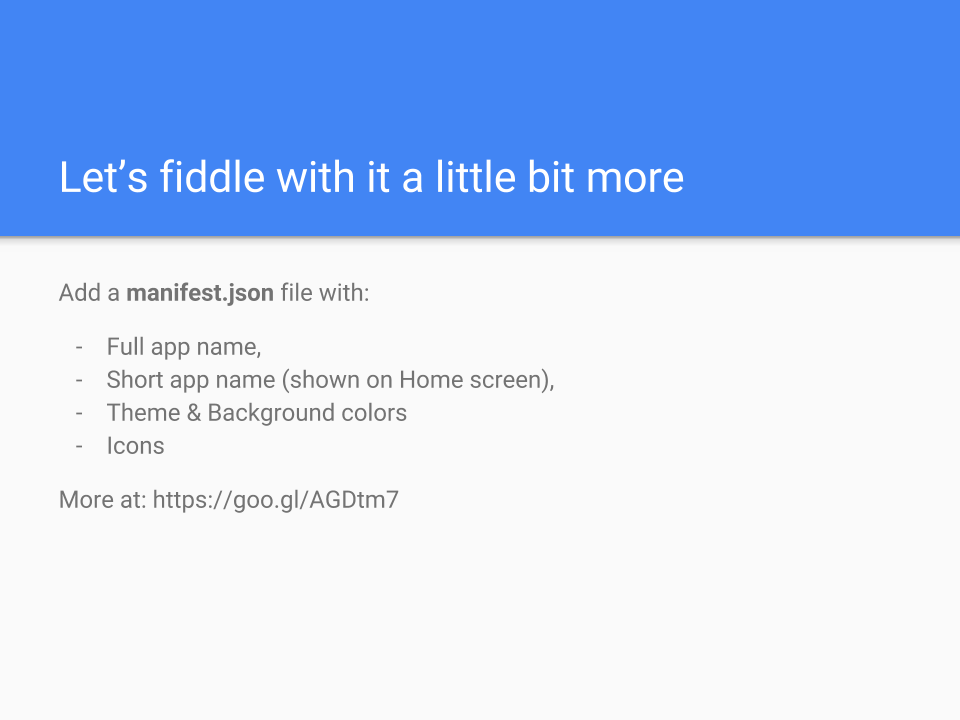 Let’s fiddle with it a little bit more
Add a manifest.json file with:
- Full app name,
- Short app name (shown on Home screen),
- Theme & Background colors
- Icons
More at: https://goo.gl/AGDtm7